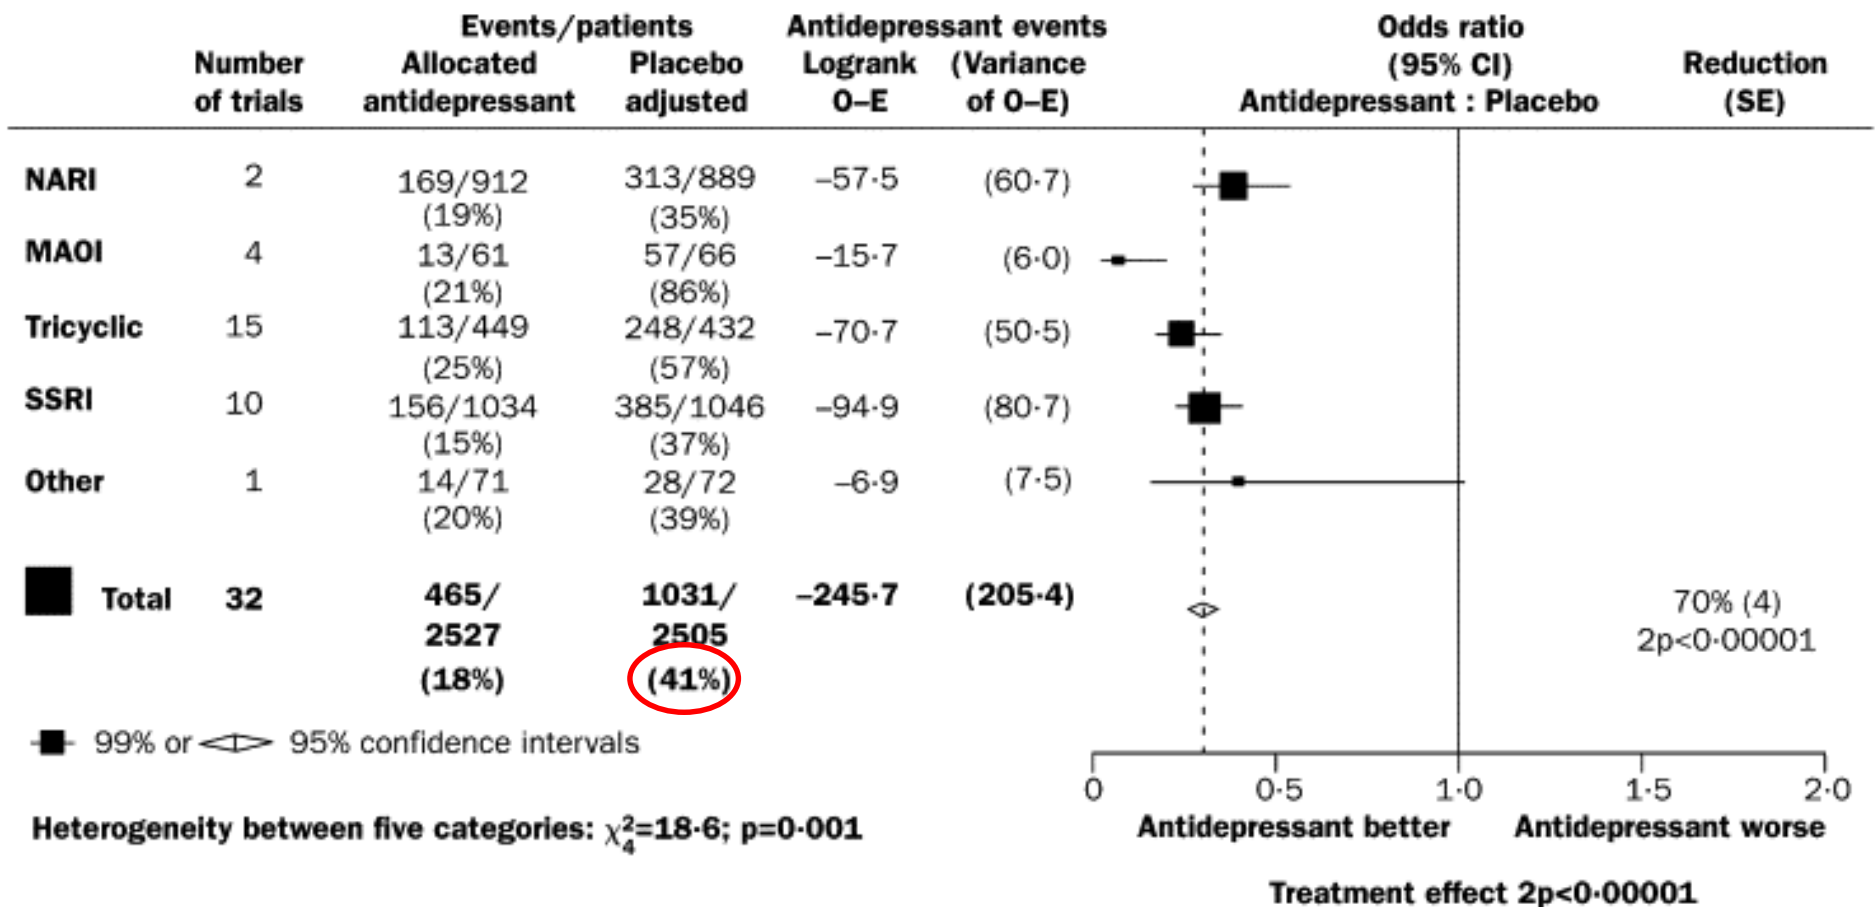 Events/patients Antidepressant events Odds ratio
Number Allocated Placebo Logrank (Variance (95% CI) Reduction
of trials antidepressant adjusted O–E of O–E) Antidepressant : Placebo (SE)
NARI 2 169/912 313/889 –57·5 (60·7)
(19%) (35%)
MAOI 4 13/61 57/66 –15·7 (6·0)
(21%) (86%)
Tricyclic 15 113/449 248/432 –70·7 (50·5)
(25%) (57%)
SSRI 10 156/1034 385/1046 –94·9 (80·7)
(15%) (37%)
Other 1 14/71 28/72 –6·9 (7·5)
(20%) (39%)
Total 32 465/ 1031/ –245·7 (205·4) 70% (4)
2527 2505 2p<0·00001
(18%) (41%)
99% or 95% confidence intervals
0 0·5 1·0 1·5 2·0
Heterogeneity between five categories: χ²₄=18·6; p=0·001 Antidepressant better Antidepressant worse
Treatment effect 2p<0·00001